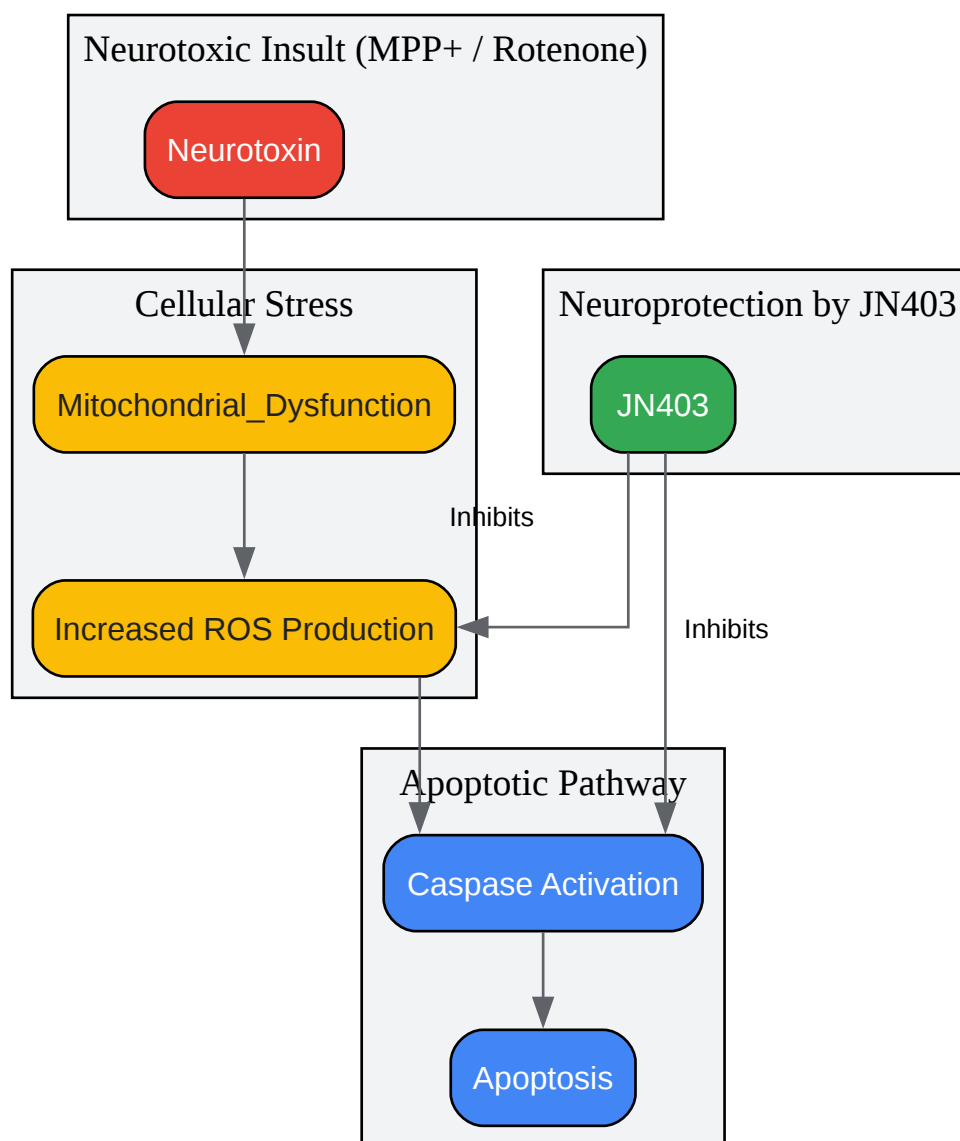 Neurotoxic Insult (MPP+ / Rotenone)
Neurotoxin
Cellular Stress
Neuroprotection by JN403
Mitochondrial_Dysfunction
JN403
Inhibits
Increased ROS Production
Inhibits
Apoptotic Pathway
Caspase Activation
Apoptosis